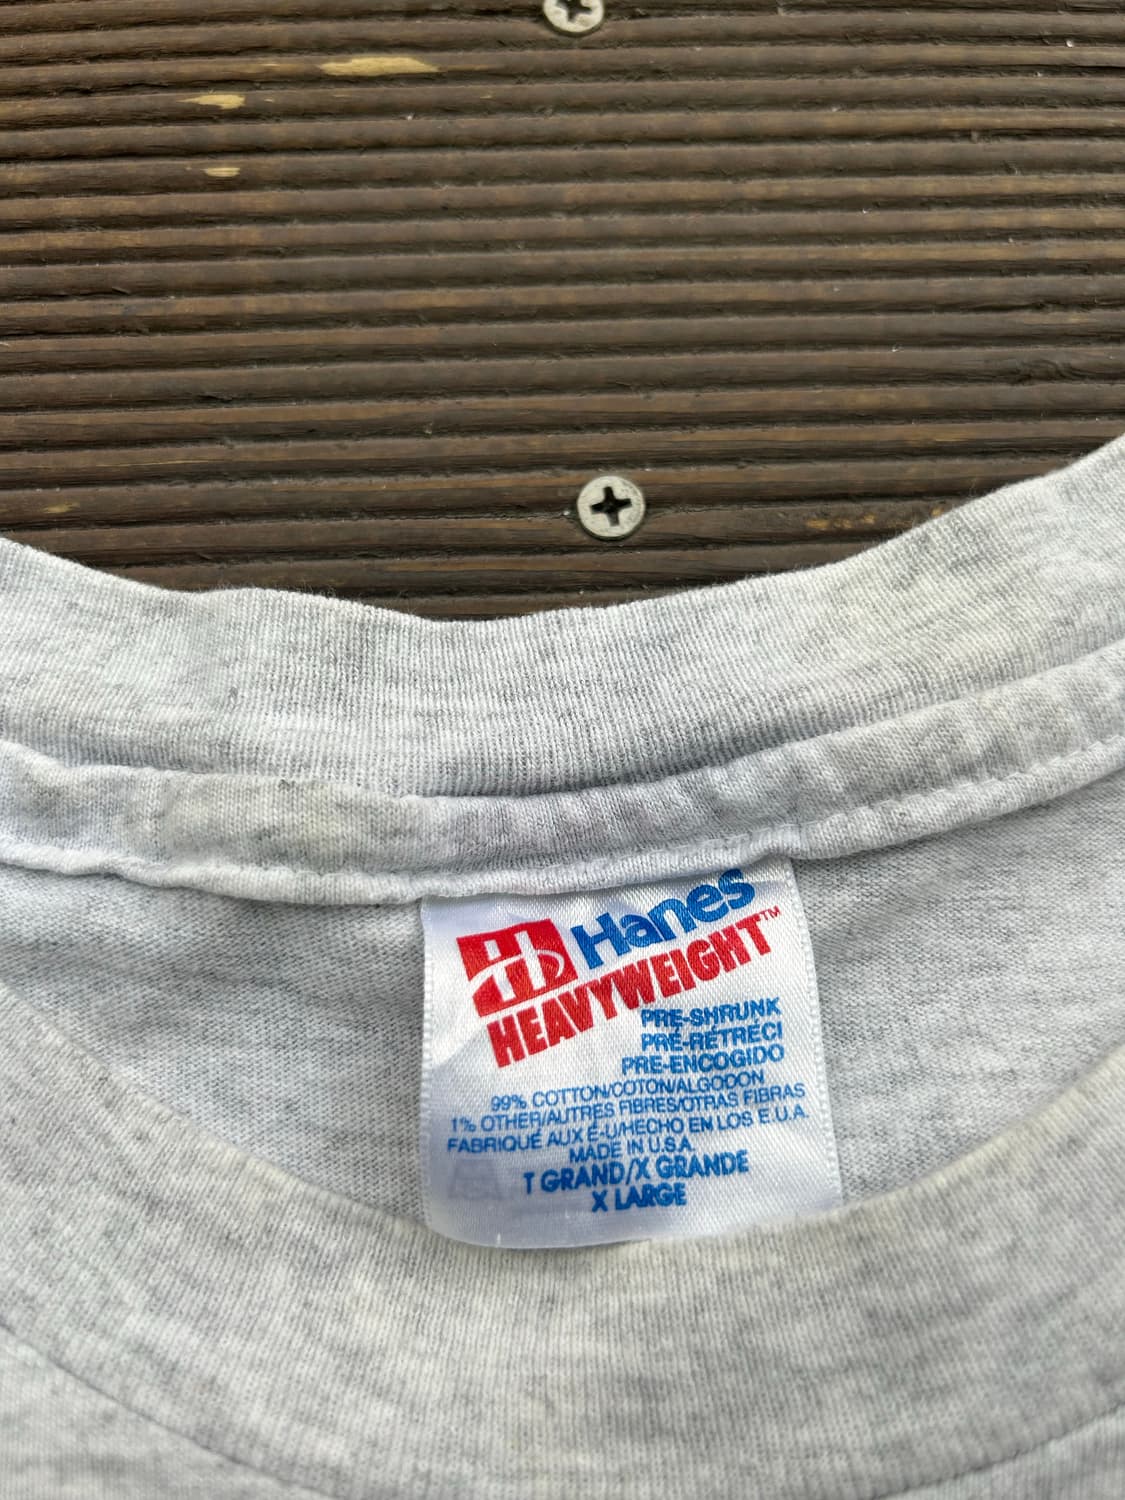 Hanes
HEAVYWEIGHT™
PRE-SHRUNK
PRÉ-RÉTRÉCI
PRE-ENCOGIDO
99% COTTON/COTON/ALGODON
1% OTHER/AUTRES FIBRES/OTRAS FIBRAS
FABRIQUÉ AUX É-U/HECHO EN LOS E.U.A.
MADE IN U.S.A.
T GRAND/X GRANDE
X LARGE